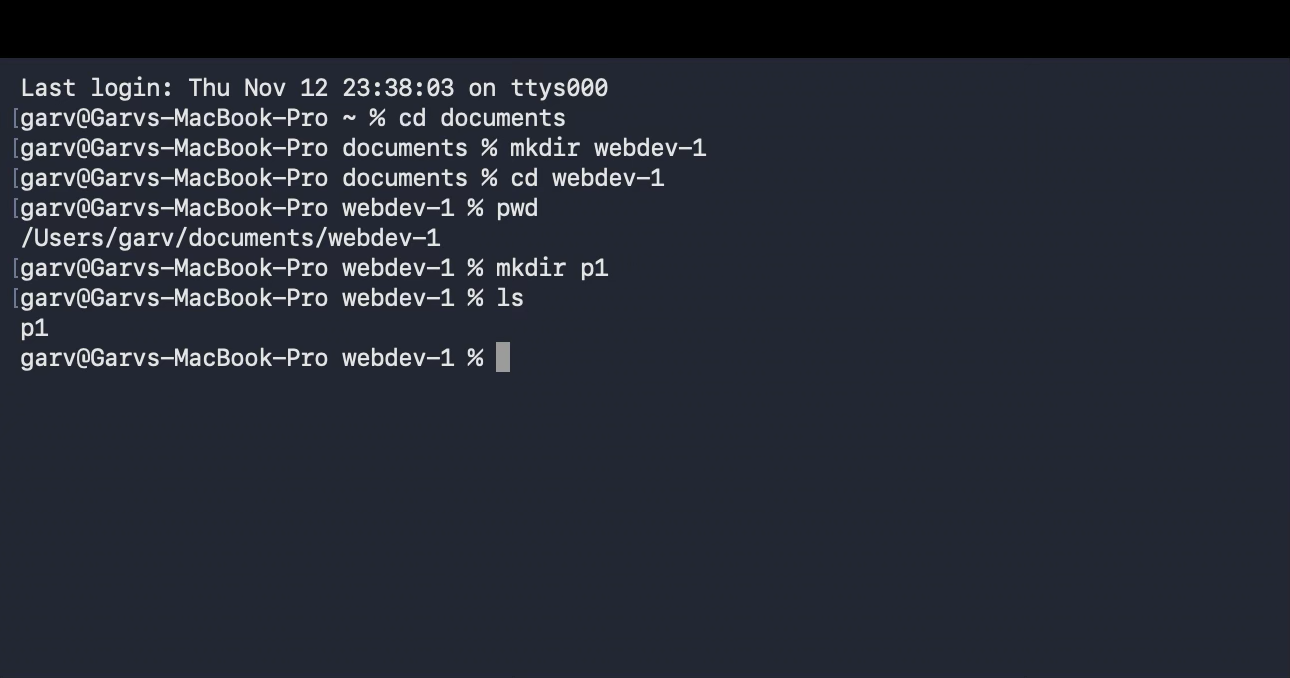 Last login: Thu Nov 12 23:38:03 on ttys000
[garv@Garvs-MacBook-Pro ~ % cd documents
[garv@Garvs-MacBook-Pro documents % mkdir webdev-1
[garv@Garvs-MacBook-Pro documents % cd webdev-1
[garv@Garvs-MacBook-Pro webdev-1 % pwd
/Users/garv/documents/webdev-1
[garv@Garvs-MacBook-Pro webdev-1 % mkdir p1
[garv@Garvs-MacBook-Pro webdev-1 % ls
p1
garv@Garvs-MacBook-Pro webdev-1 %